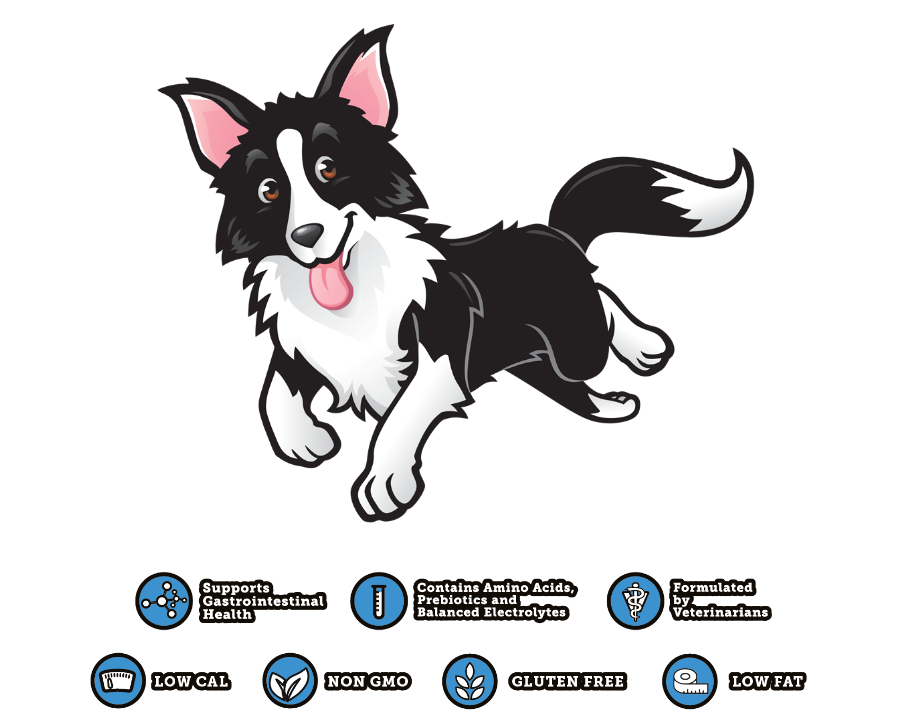 Supports
Gastrointestinal
Health
Contains Amino Acids,
Prebiotics and
Balanced Electrolytes
Formulated
by
Veterinarians
LOW CAL
NON GMO
GLUTEN FREE
LOW FAT